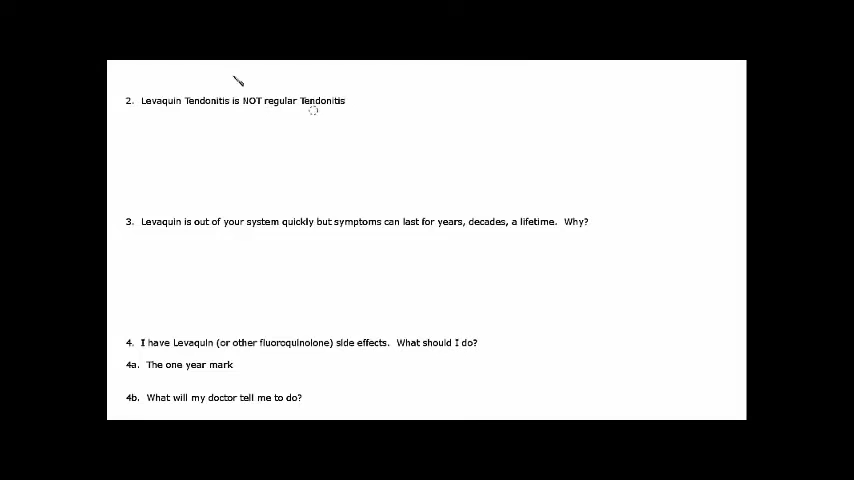 2. Levaquin Tendonitis is NOT regular Tendonitis
3. Levaquin is out of your system quickly but symptoms can last for years, decades, a lifetime. Why?
4. I have Levaquin (or other fluoroquinolone) side effects. What should I do?
4a. The one year mark
4b. What will my doctor tell me to do?